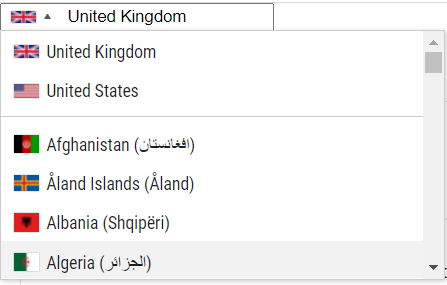 United Kingdom
United Kingdom
United States
Afghanistan (افغانستان)
Åland Islands (Åland)
Albania (Shqipëri)
Algeria (الجزائر)